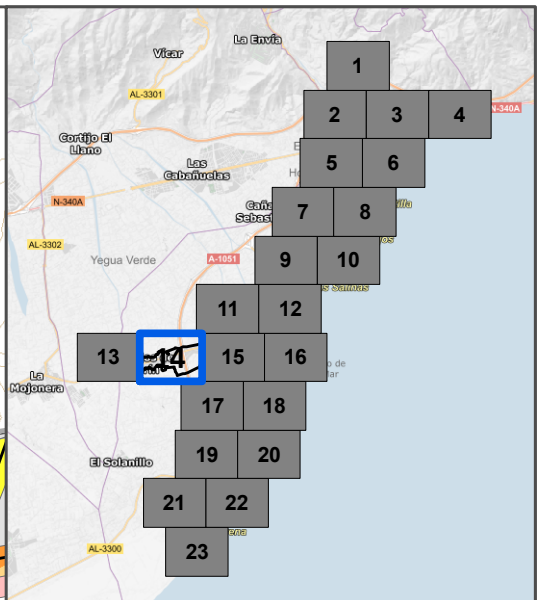 La Envía
Vícar
1
AL-3301
2 3 4
N-340A
Cortijo El
Llano
5 6
Las
Cabañuelas
N-340A
7 8
AL-3302
Yegua Verde
A-1051
9 10
11 12
13 14 15 16
La
Mojonera
17 18
El Solanillo
19 20
21 22
AL-3300
23